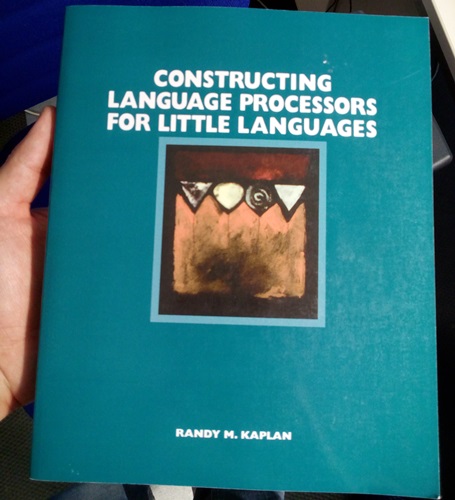 CONSTRUCTING
LANGUAGE PROCESSORS
FOR LITTLE LANGUAGES
RANDY M. KAPLAN